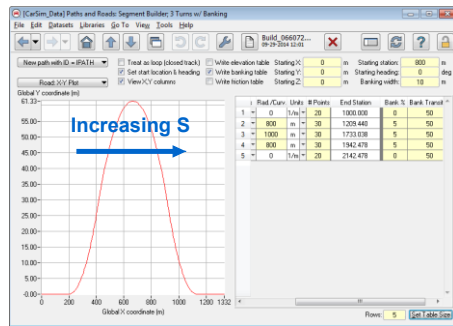 [CarSim_Data] Paths and Roads: Segment Builder; 3 Turns w/ Banking
File Edit Datasets Libraries Go To View Tools Help
Build_066072...
09-29-2014 12:01
New path with ID = IPATH Treat as loop (closed track) Write elevation table Starting X: 0 m Starting station: 800 m
Set start location & heading Write banking table Starting Y: 0 m Starting heading: 0 deg
Road: X-Y Plot View X,Y columns Write friction table Starting Z: 0 m Banking width: 10 m
Global Y coordinate (m)
Rad./Curv Units # Points End Station Bank % Bank Transit
1 0 1/m 20 1000.000 0 50
2 800 m 30 1209.440 5 50
3 1000 m 30 1733.038 5 50
4 800 m 30 1942.478 5 50
5 0 1/m 20 2142.478 0 50
Increasing S
61.33
55.00
50.00
45.00
40.00
35.00
30.00
25.00
20.00
15.00
10.00
5.00
-0.00
0 200 400 600 800 1000 1200 1332
Global X coordinate (m)
Rows: 5 Set Table Size